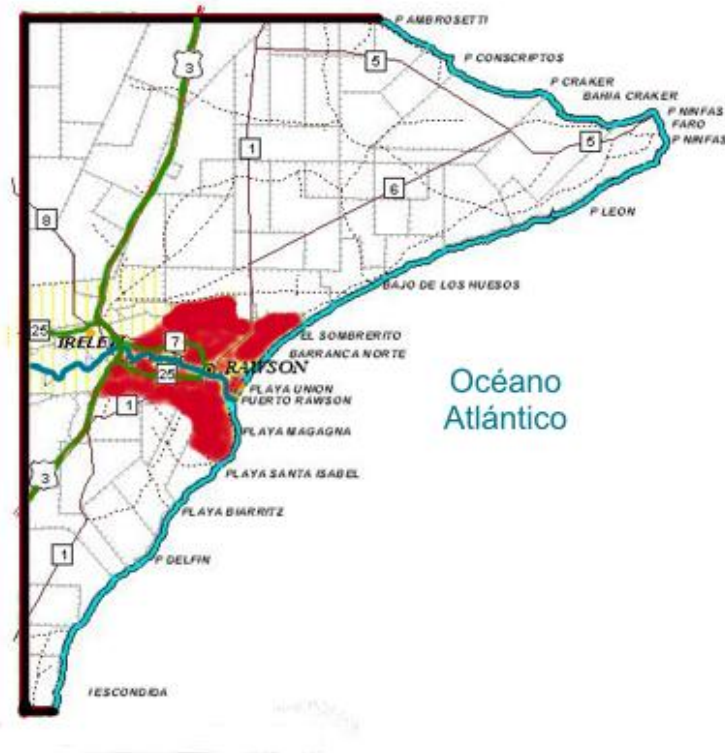 P AMBROSETTI
3
5
P CONSCRIPTOS
P CRAKER
BAHIA CRAKER
P NINFAS
FARO
P NINFAS
5
1
6
8
P LEON
BAJO DE LOS HUESOS
25
IRELE
7
EL SOMBRERITO
BARRANCA NORTE
RAWSON
25
PLAYA UNION
PUERTO RAWSON
1
Océano
Atlántico
PLAYA MAGAGNA
3
PLAYA SANTA ISABEL
PLAYA BIARRITZ
1
P DELFIN
I ESCONDIDA